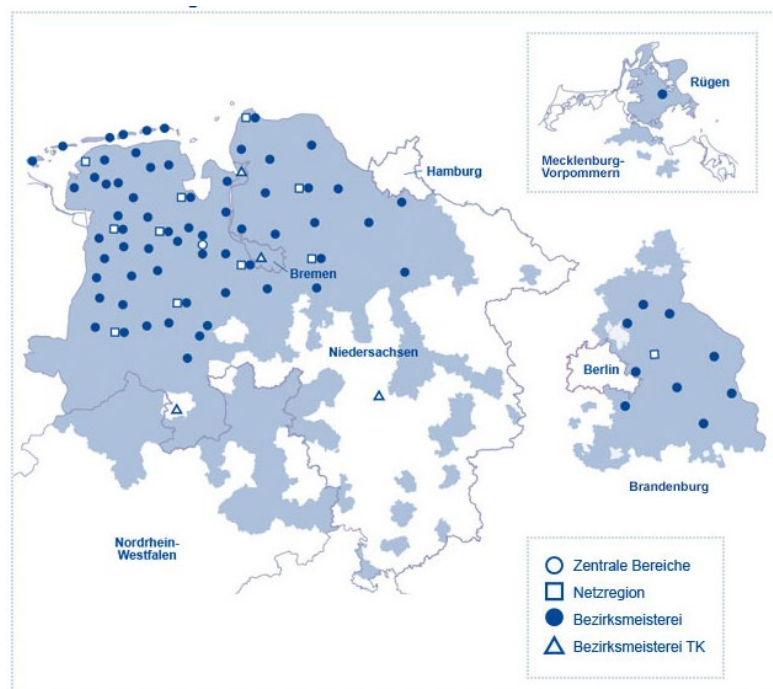 Rügen
Mecklenburg-
Vorpommern
Hamburg
Bremen
Niedersachsen
Berlin
Brandenburg
Nordrhein-
Westfalen
Zentrale Bereiche
Netzregion
Bezirksmeisterei
Bezirksmeisterei TK